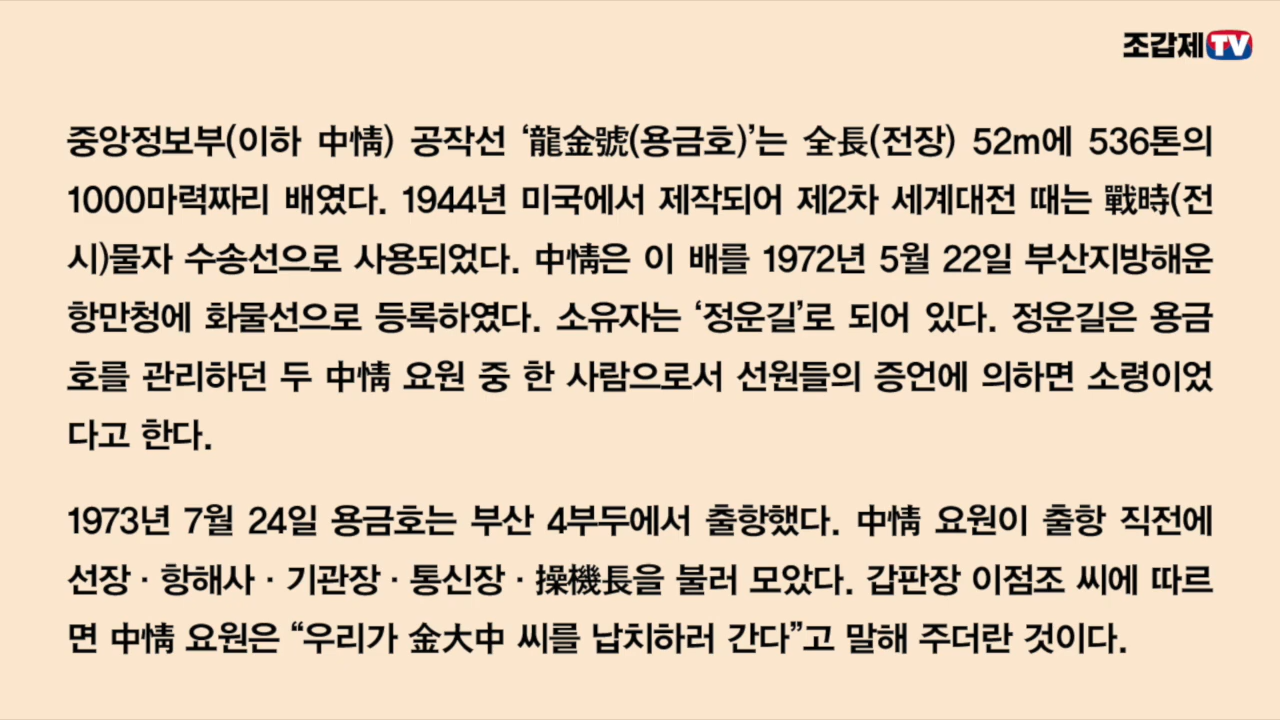 조갑제TV
중앙정보부(이하 中情) 공작선 ‘龍金號(용금호)’는 全長(전장) 52m에 536톤의
1000마력짜리 배였다. 1944년 미국에서 제작되어 제2차 세계대전 때는 戰時(전
시)물자 수송선으로 사용되었다. 中情은 이 배를 1972년 5월 22일 부산지방해운
항만청에 화물선으로 등록하였다. 소유자는 ‘정운길’로 되어 있다. 정운길은 용금
호를 관리하던 두 中情 요원 중 한 사람으로서 선원들의 증언에 의하면 소령이었
다고 한다.
1973년 7월 24일 용금호는 부산 4부두에서 출항했다. 中情 요원이 출항 직전에
선장 · 항해사 · 기관장 · 통신장 · 操機長을 불러 모았다. 갑판장 이점조 씨에 따르
면 中情 요원은 “우리가 金大中 씨를 납치하러 간다”고 말해 주더란 것이다.